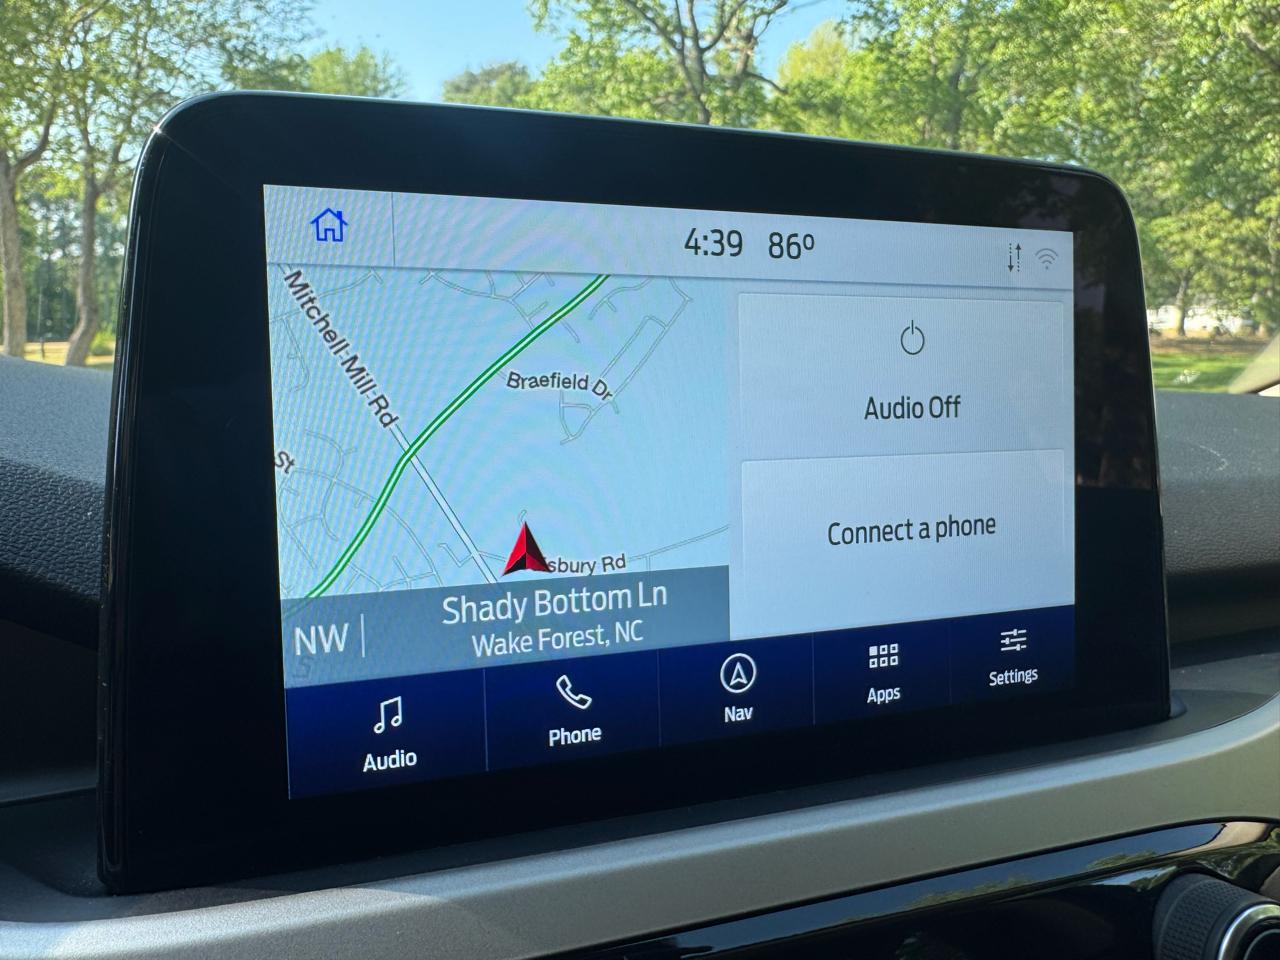 4:39 86º
Mitchell-Mill-Rd
Braefield Dr
St
Audio Off
Connect a phone
sbury Rd
Shady Bottom Ln
NW
Wake Forest, NC
Audio
Phone
Nav
Apps
Settings